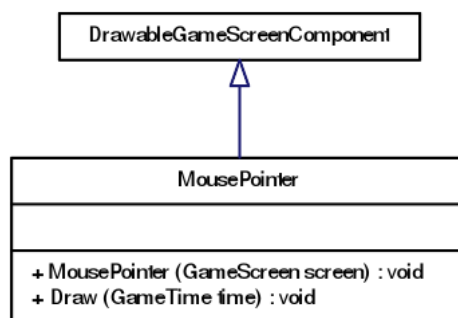 DrawableGameScreenComponent
MousePointer
+ MousePointer (GameScreen screen) : void
+ Draw (GameTime time) : void